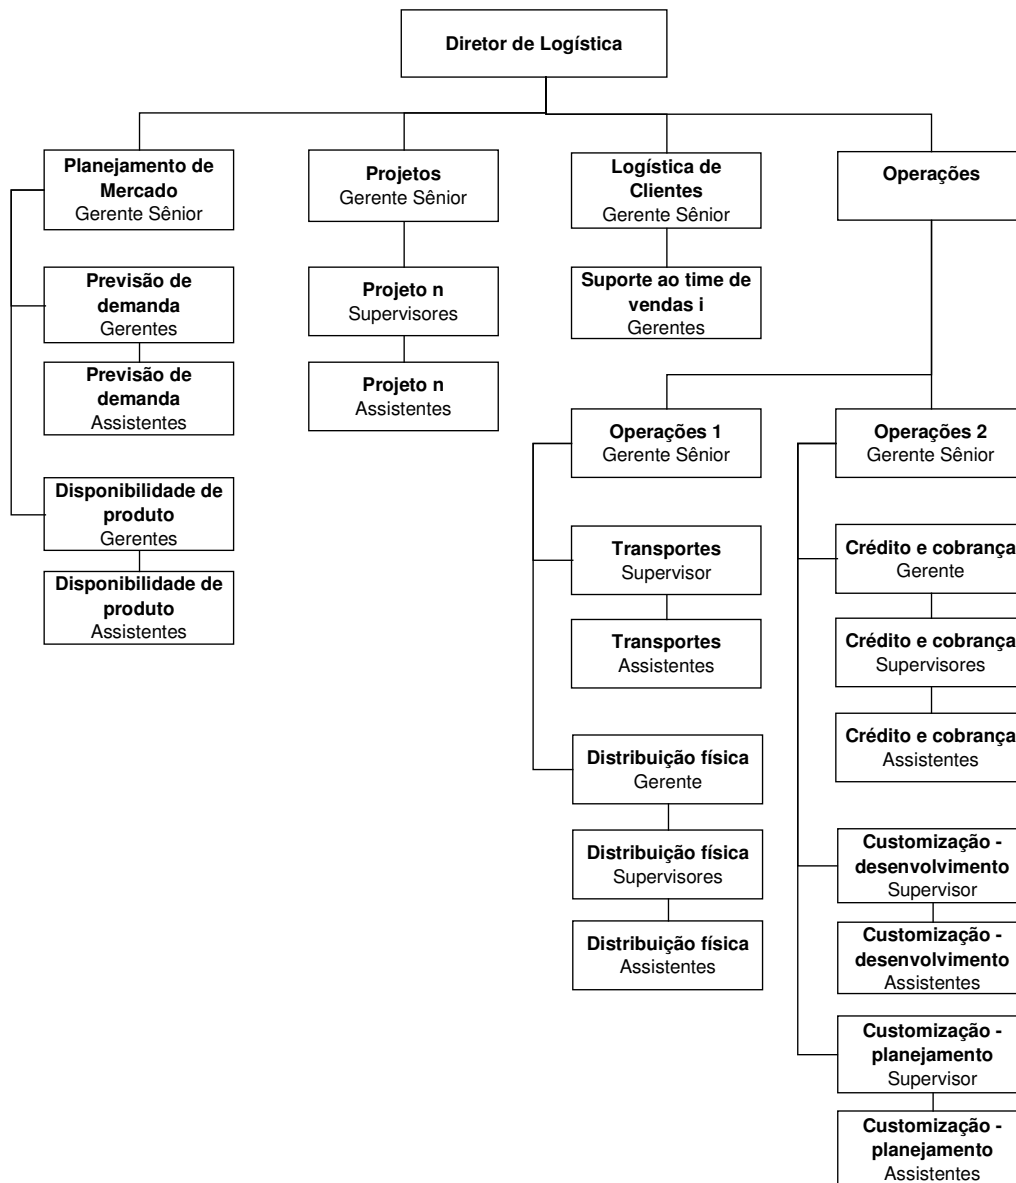 Diretor de Logística
Planejamento de
Mercado
Gerente Sênior
Projetos
Gerente Sênior
Logística de
Clientes
Gerente Sênior
Operações
Previsão de
demanda
Gerentes
Projeto n
Supervisores
Suporte ao time de
vendas i
Gerentes
Previsão de
demanda
Assistentes
Projeto n
Assistentes
Operações 1
Gerente Sênior
Operações 2
Gerente Sênior
Disponibilidade de
produto
Gerentes
Transportes
Supervisor
Crédito e cobrança
Gerente
Disponibilidade de
produto
Assistentes
Transportes
Assistentes
Crédito e cobrança
Supervisores
Distribuição física
Gerente
Crédito e cobrança
Assistentes
Distribuição física
Supervisores
Customização -
desenvolvimento
Supervisor
Distribuição física
Assistentes
Customização -
desenvolvimento
Assistentes
Customização -
planejamento
Supervisor
Customização -
planejamento
Assistentes